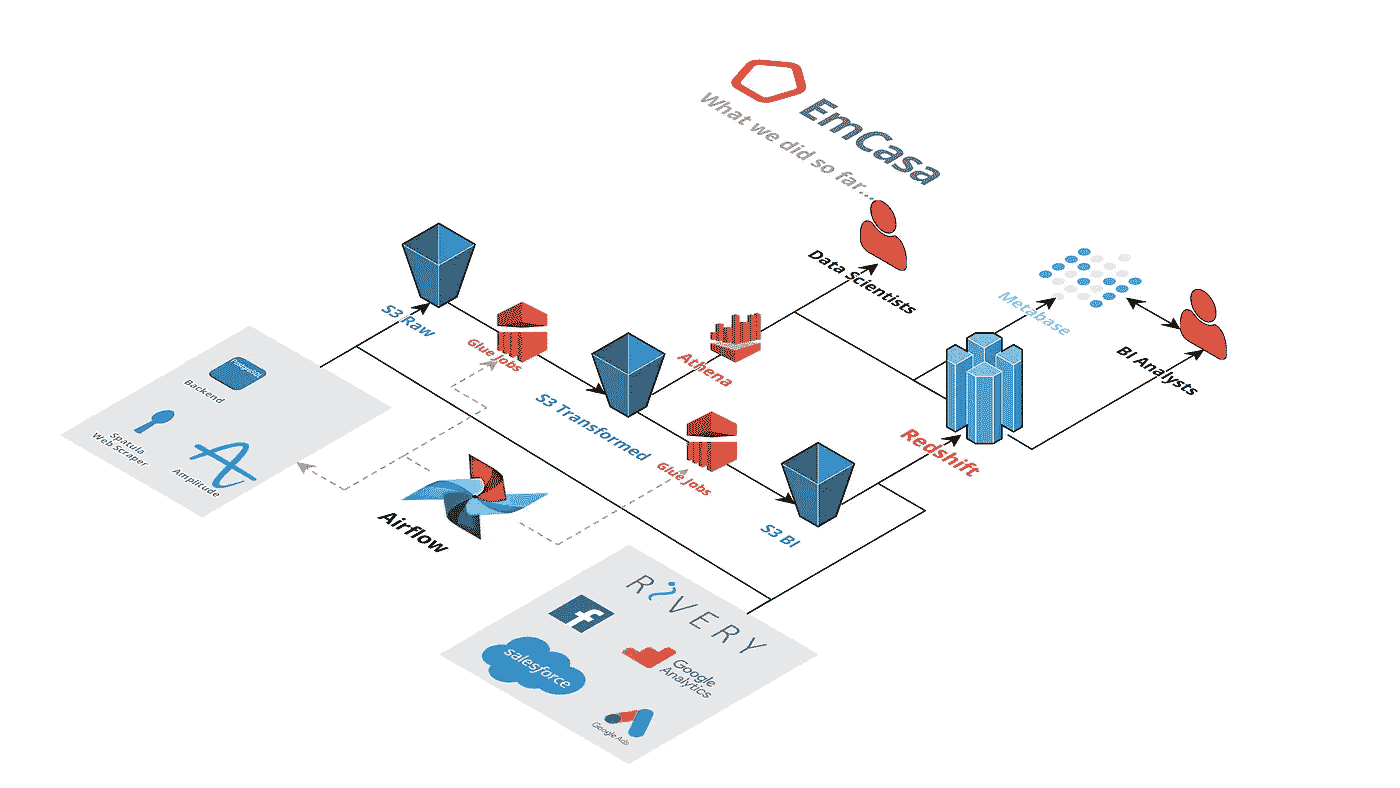 EmCasa
What we did so far...
Data Scientists
S3 Raw
Glue Jobs
Metabase
BI Analysts
Athena
S3 Transformed
PostgreSQL
Backend
Spatula
Web Scraper
Amplitude
Glue Jobs
Redshift
Airflow
S3 BI
RIVERY
f
salesforce
Google
Analytics
Google Ads